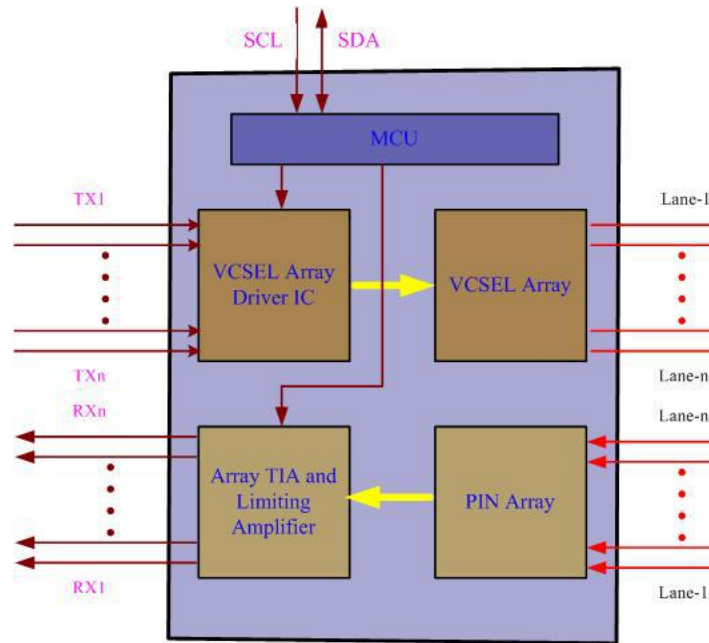 SCL
SDA
MCU
TX1
Lane-1
VCSEL Array
Driver IC
VCSEL Array
TXn
Lane-n
RXn
Lane-n
Array TIA and
Limiting
Amplifier
PIN Array
RX1
Lane-1